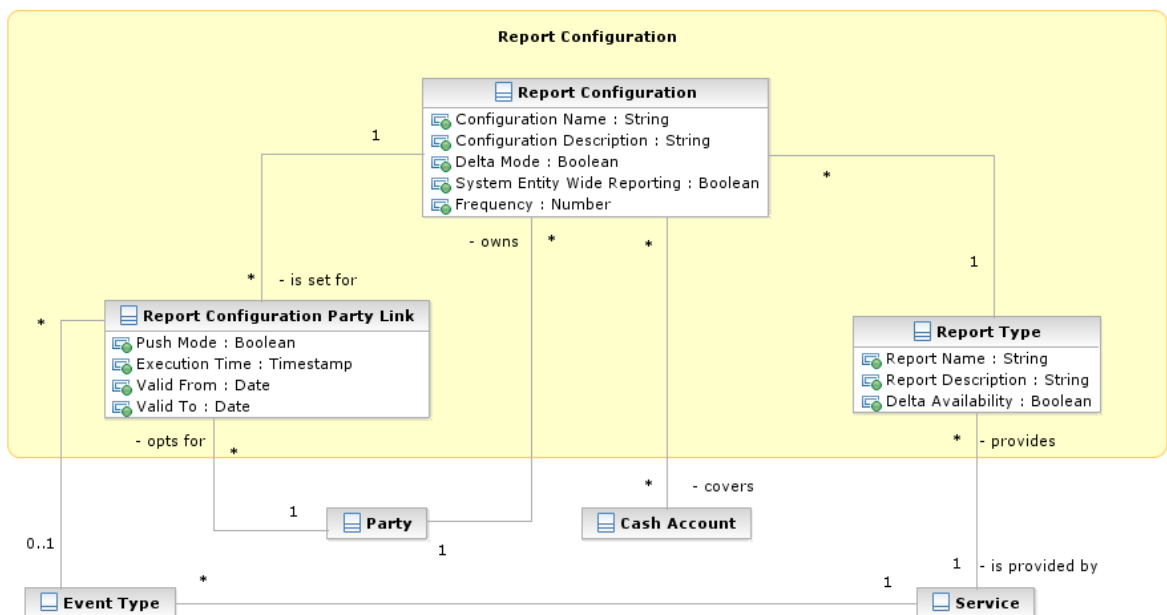 Report Configuration
Report Configuration
Configuration Name : String
Configuration Description : String
Delta Mode : Boolean
System Entity Wide Reporting : Boolean
Frequency : Number
1
*
- owns
*
*
1
*
- is set for
*
Report Configuration Party Link
Push Mode : Boolean
Execution Time : Timestamp
Valid From : Date
Valid To : Date
Report Type
Report Name : String
Report Description : String
Delta Availability : Boolean
- opts for
*
*
- provides
*
- covers
1
Party
1
Cash Account
0..1
*
1
- is provided by
1
Event Type
Service